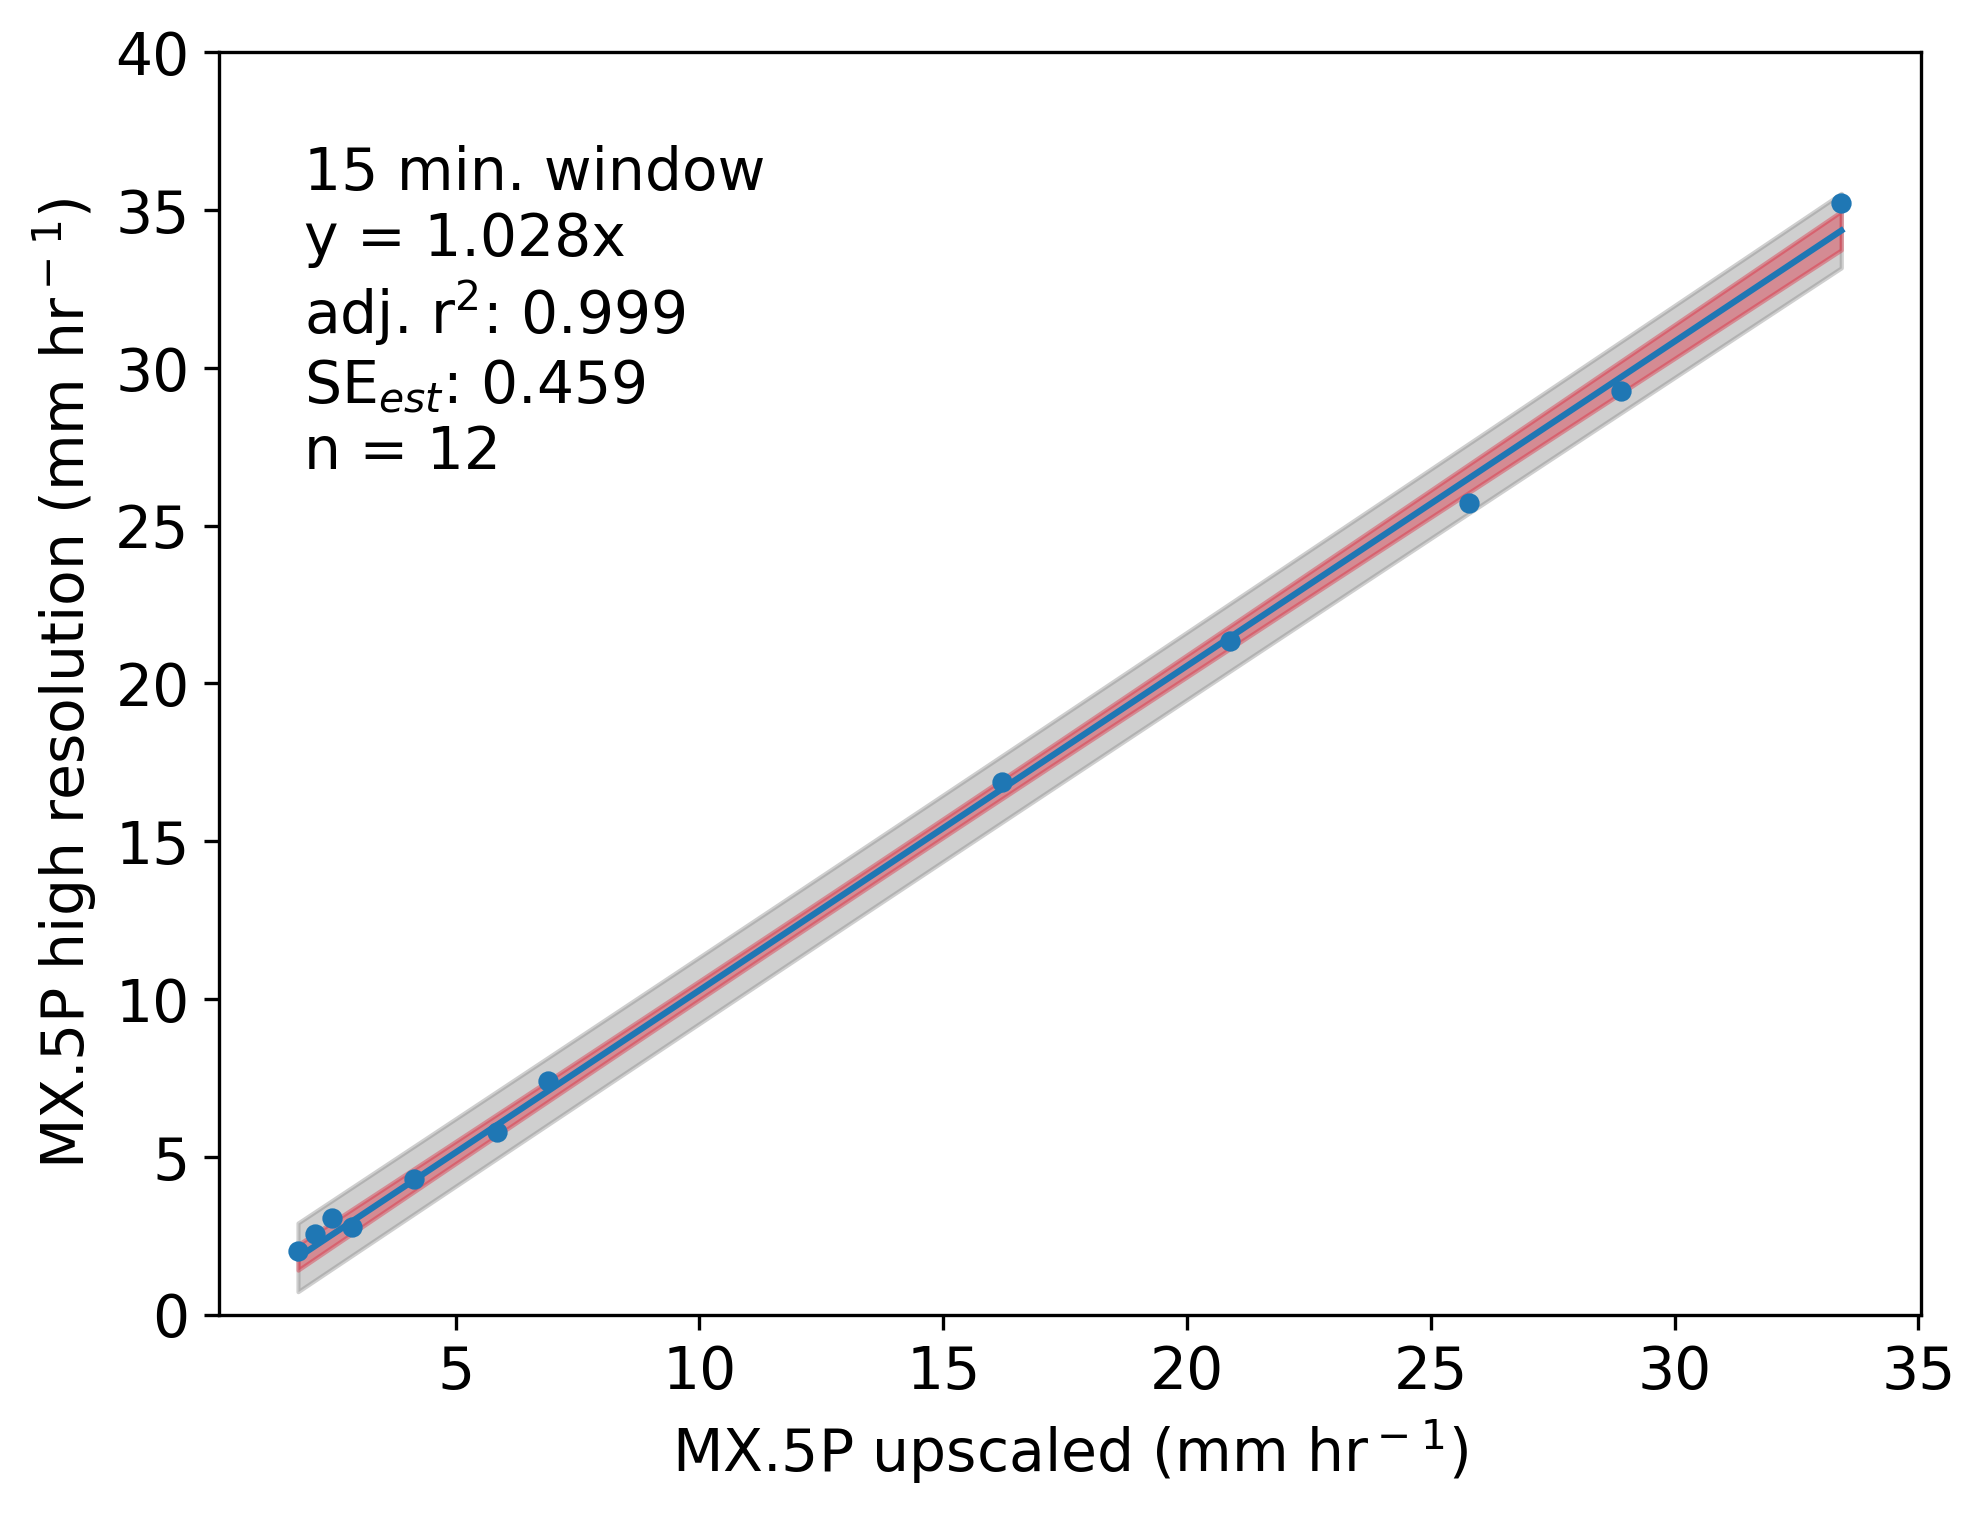 40
35
30
25
20
15
10
5
0
MX.5P high resolution (mm hr⁻¹)
15 min. window
y = 1.028x
adj. r²: 0.999
SEₑₛₜ: 0.459
n = 12
5 10 15 20 25 30 35
MX.5P upscaled (mm hr⁻¹)